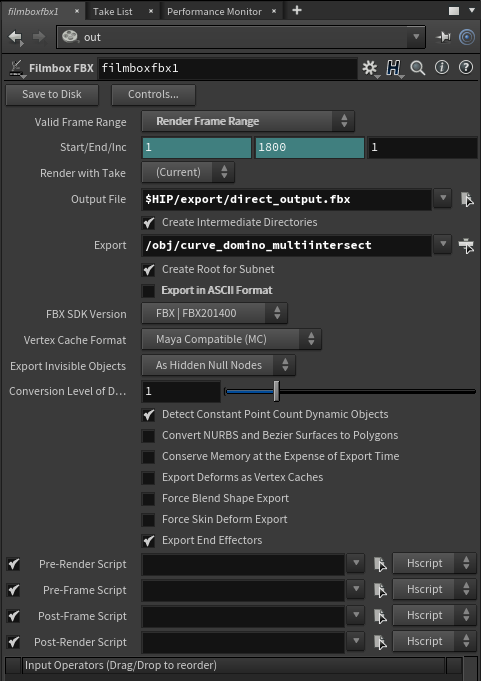 filmboxfbx1 × Take List × Performance Monitor × +
out
Filmbox FBX filmboxfbx1
Save to Disk Controls...
Valid Frame Range Render Frame Range
Start/End/Inc 1 1800 1
Render with Take (Current)
Output File $HIP/export/direct_output.fbx
Create Intermediate Directories
Export /obj/curve_domino_multiintersect
Create Root for Subnet
Export in ASCII Format
FBX SDK Version FBX | FBX201400
Vertex Cache Format Maya Compatible (MC)
Export Invisible Objects As Hidden Null Nodes
Conversion Level of D... 1
Detect Constant Point Count Dynamic Objects
Convert NURBS and Bezier Surfaces to Polygons
Conserve Memory at the Expense of Export Time
Export Deforms as Vertex Caches
Force Blend Shape Export
Force Skin Deform Export
Export End Effectors
Pre-Render Script Hscript
Pre-Frame Script Hscript
Post-Frame Script Hscript
Post-Render Script Hscript
Input Operators (Drag/Drop to reorder)